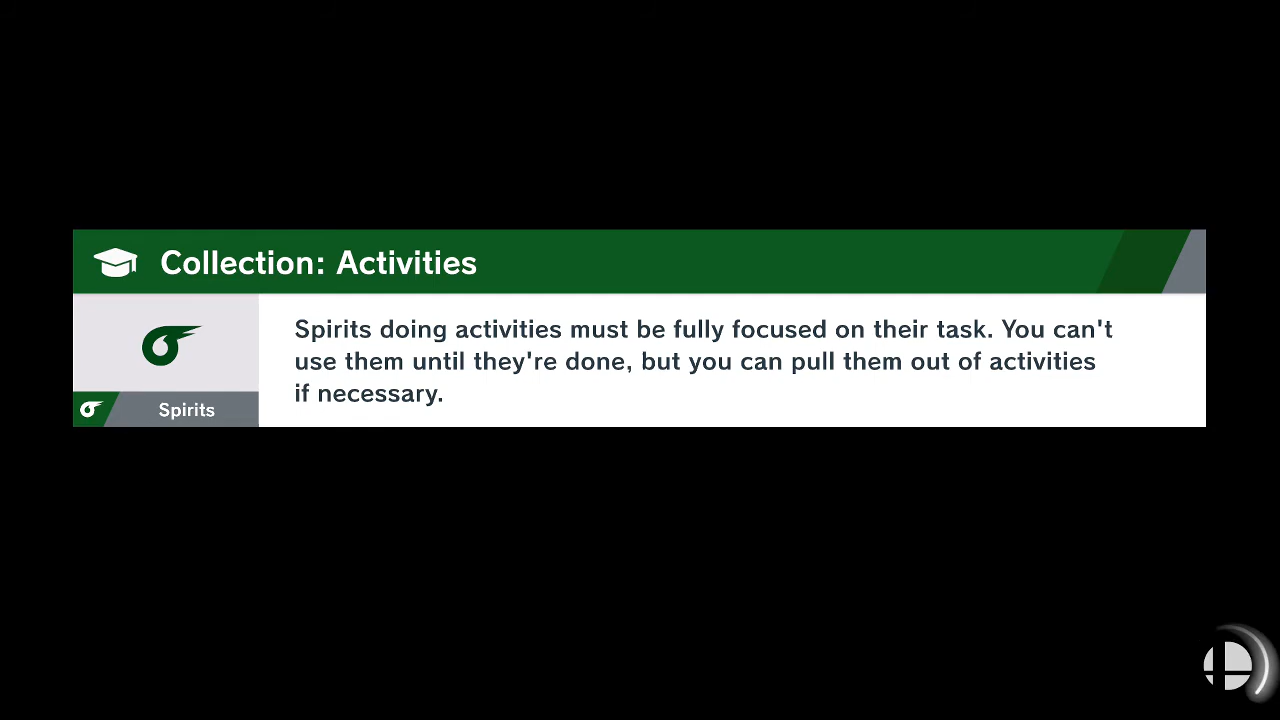 Collection: Activities
Spirits doing activities must be fully focused on their task. You can't
use them until they're done, but you can pull them out of activities
if necessary.
Spirits